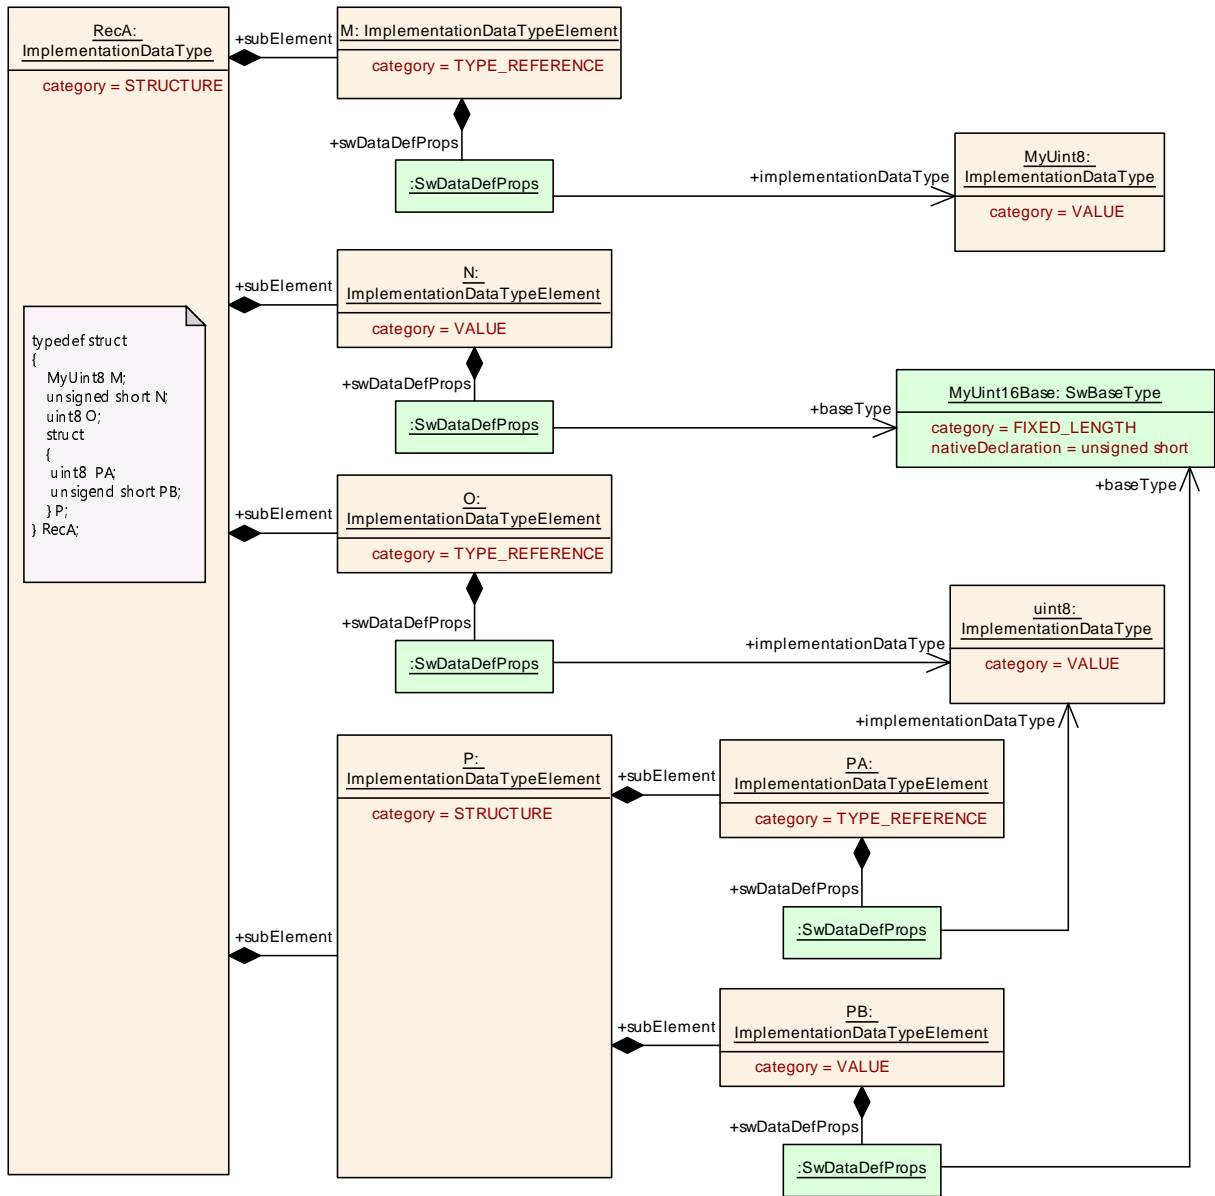 RecA:
ImplementationDataType
category = STRUCTURE
typedef struct
{
MyUint8 M;
unsigned short N;
uint8 O;
struct
{
uint8 PA;
unsigend short PB;
} P;
} RecA;
+subElement
M: ImplementationDataTypeElement
category = TYPE_REFERENCE
+swDataDefProps
:SwDataDefProps
+implementationDataType
MyUint8:
ImplementationDataType
category = VALUE
+subElement
N:
ImplementationDataTypeElement
category = VALUE
+swDataDefProps
:SwDataDefProps
+baseType
MyUint16Base: SwBaseType
category = FIXED_LENGTH
nativeDeclaration = unsigned short
+baseType
+subElement
O:
ImplementationDataTypeElement
category = TYPE_REFERENCE
+swDataDefProps
:SwDataDefProps
+implementationDataType
uint8:
ImplementationDataType
category = VALUE
+implementationDataType
+subElement
P:
ImplementationDataTypeElement
category = STRUCTURE
+subElement
PA:
ImplementationDataTypeElement
category = TYPE_REFERENCE
+swDataDefProps
:SwDataDefProps
+subElement
PB:
ImplementationDataTypeElement
category = VALUE
+swDataDefProps
:SwDataDefProps